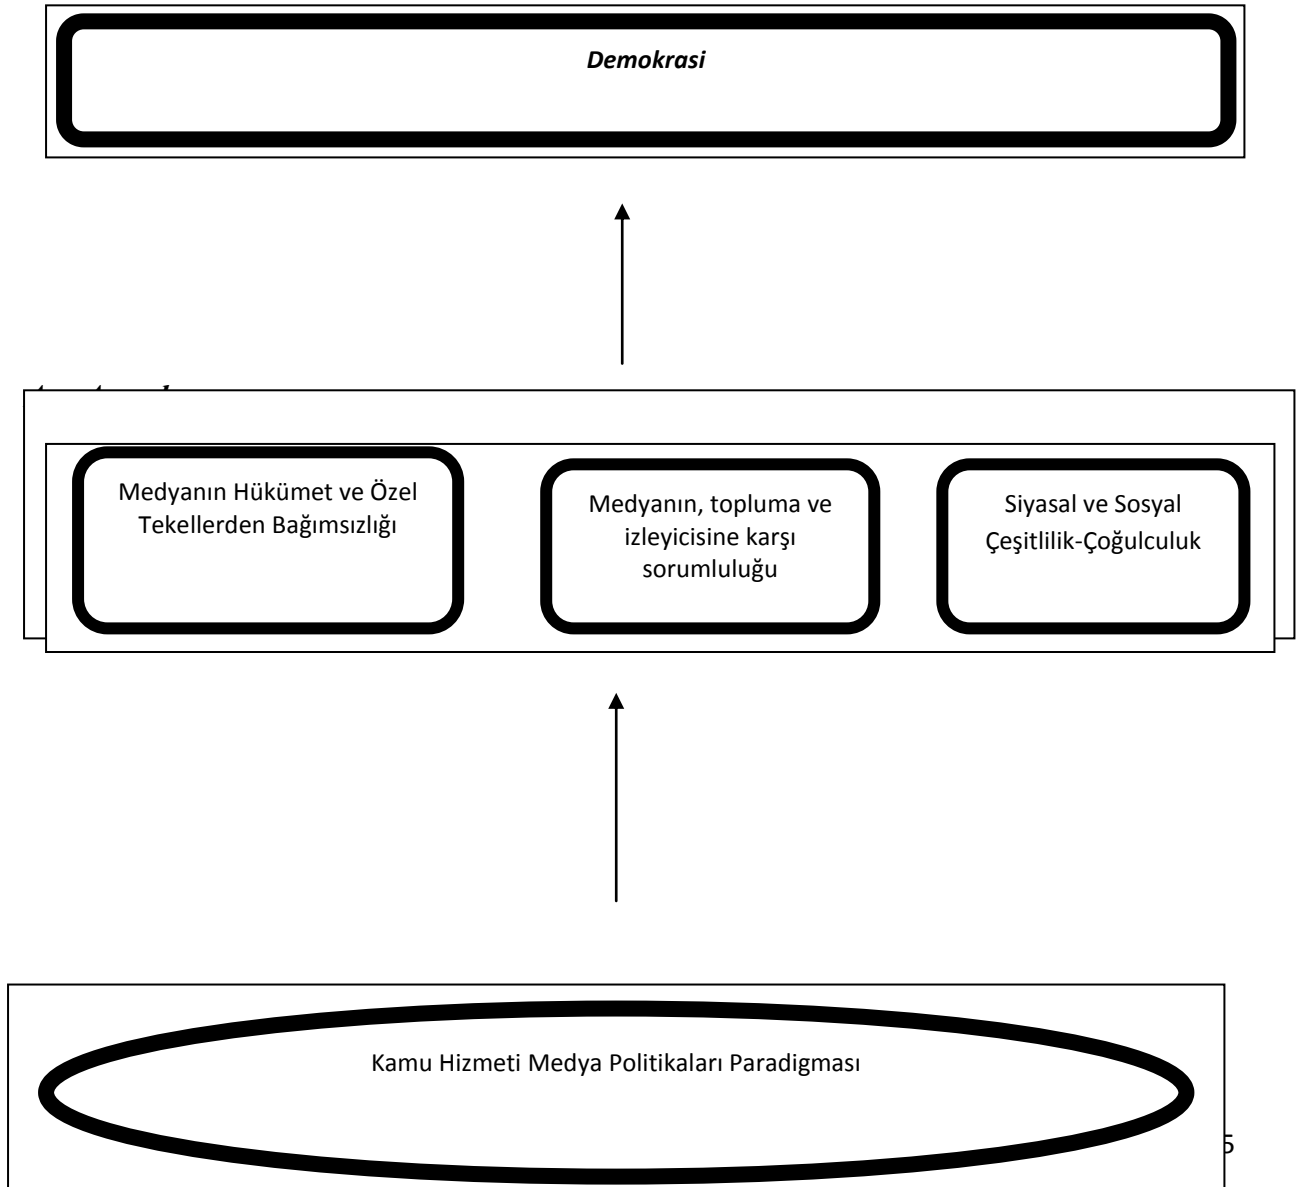 Demokrasi
Medyanın Hükümet ve Özel
Tekellerden Bağımsızlığı
Medyanın, topluma ve
izleyicisine karşı
sorumluluğu
Siyasal ve Sosyal
Çeşitlilik-Çoğulculuk
Kamu Hizmeti Medya Politikaları Paradigması
5